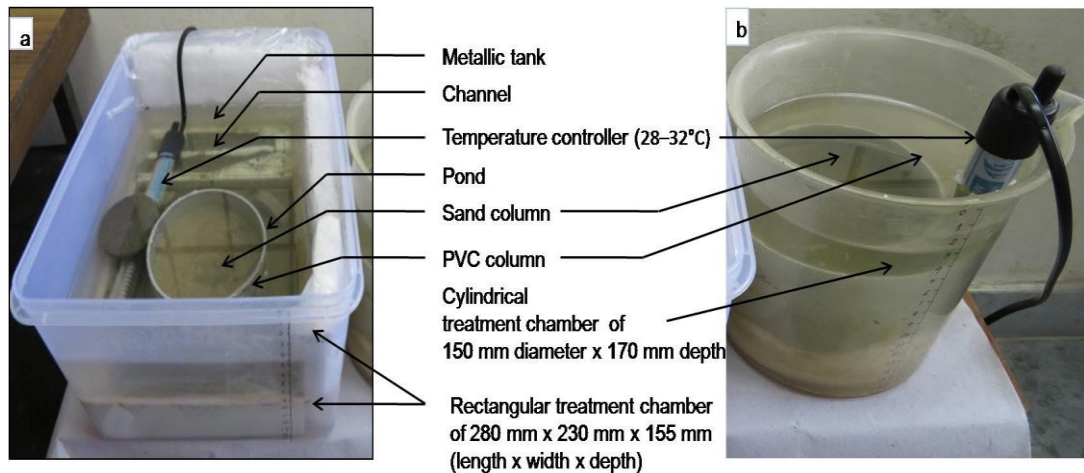 a
b
Metallic tank
Channel
Temperature controller (28–32°C)
Pond
Sand column
PVC column
Cylindrical
treatment chamber of
150 mm diameter x 170 mm depth
Rectangular treatment chamber
of 280 mm x 230 mm x 155 mm
(length x width x depth)